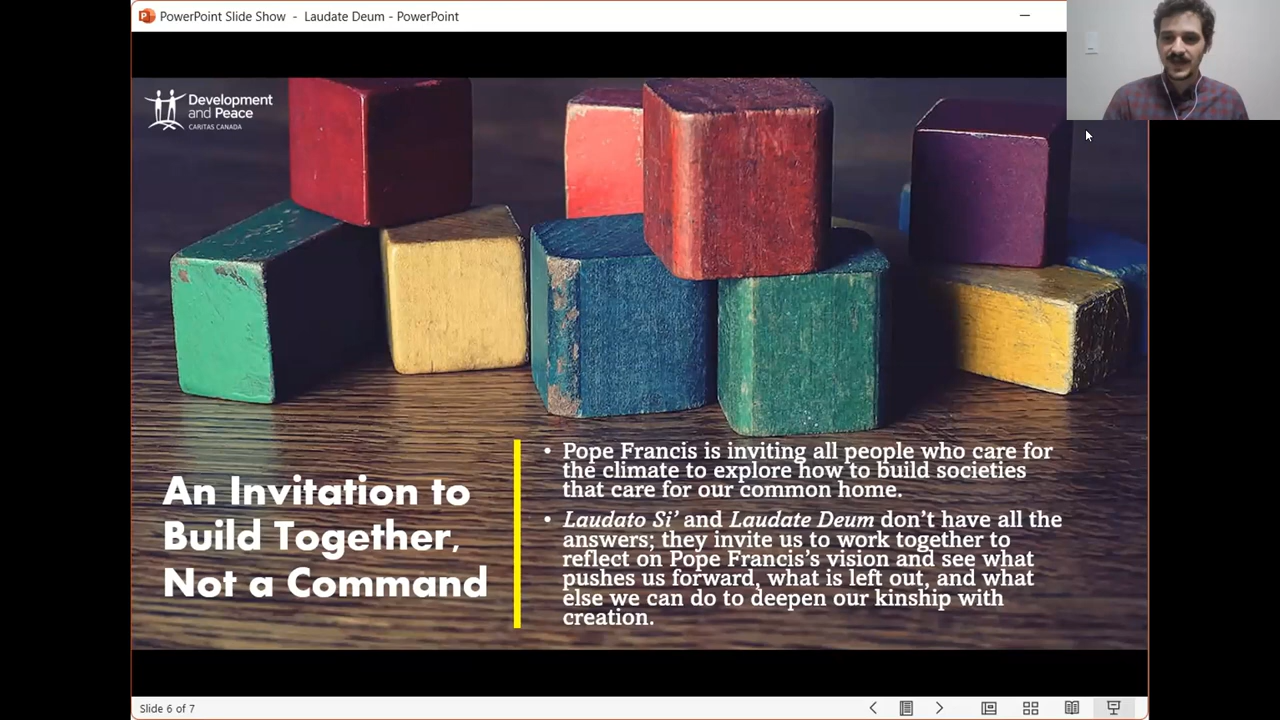 PowerPoint Slide Show - Laudate Deum - PowerPoint
Development
and Peace
CARITAS CANADA
An Invitation to
Build Together,
Not a Command
• Pope Francis is inviting all people who care for
the climate to explore how to build societies
that care for our common home.
• Laudato Si’ and Laudate Deum don’t have all the
answers; they invite us to work together to
reflect on Pope Francis’s vision and see what
pushes us forward, what is left out, and what
else we can do to deepen our kinship with
creation.
Slide 6 of 7